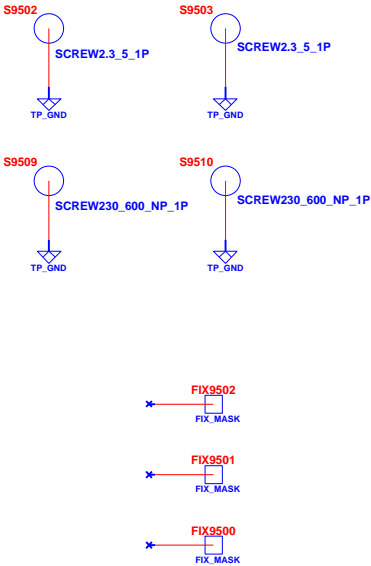 S9502
S9503
SCREW2.3_5_1P
SCREW2.3_5_1P
TP_GND
TP_GND
S9509
S9510
SCREW230_600_NP_1P
SCREW230_600_NP_1P
TP_GND
TP_GND
FIX9502
FIX_MASK
FIX9501
FIX_MASK
FIX9500
FIX_MASK